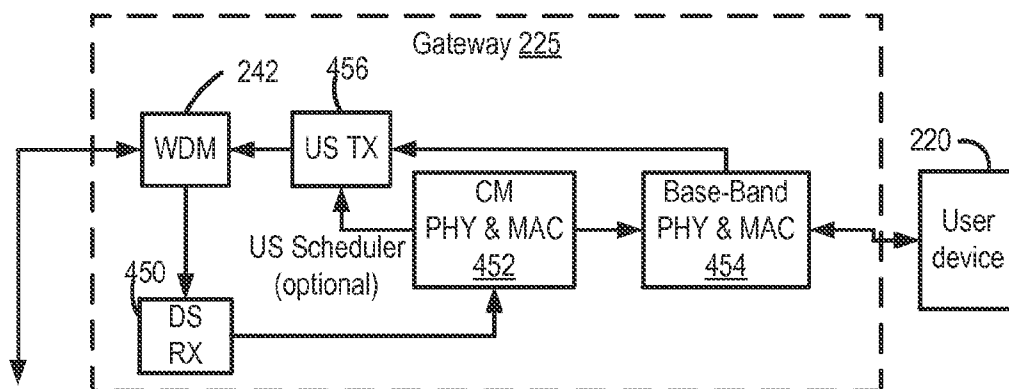 Gateway 225
242
456
WDM
US TX
220
CM
PHY & MAC
452
Base-Band
PHY & MAC
454
User
device
US Scheduler
(optional)
450
DS
RX